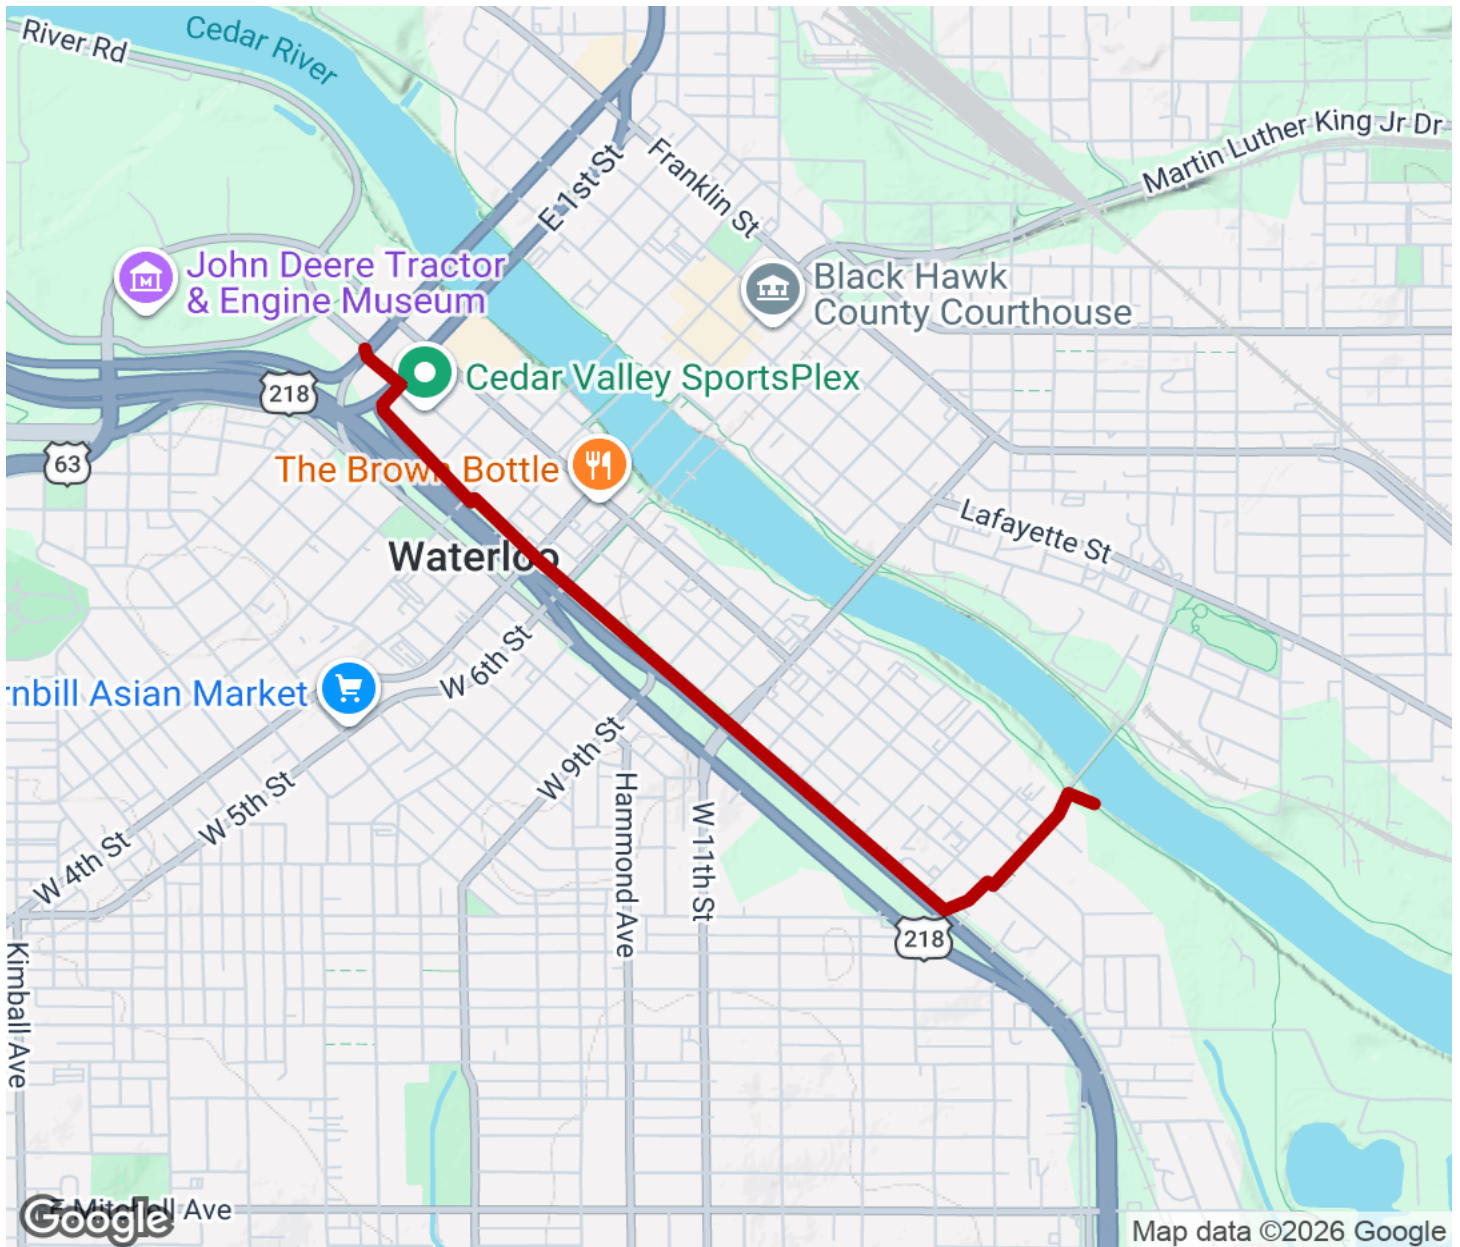 River Rd
Cedar River
E 1st St
Franklin St
Martin Luther King Jr Dr
John Deere Tractor
& Engine Museum
Black Hawk
County Courthouse
218
Cedar Valley SportsPlex
63
The Brown Bottle
Lafayette St
Waterloo
W 6th St
rnbill Asian Market
W 9th St
W 5th St
Hammond Ave
W 11th St
W 4th St
218
Kimball Ave
E Mitchell Ave
Google
Map data ©2026 Google